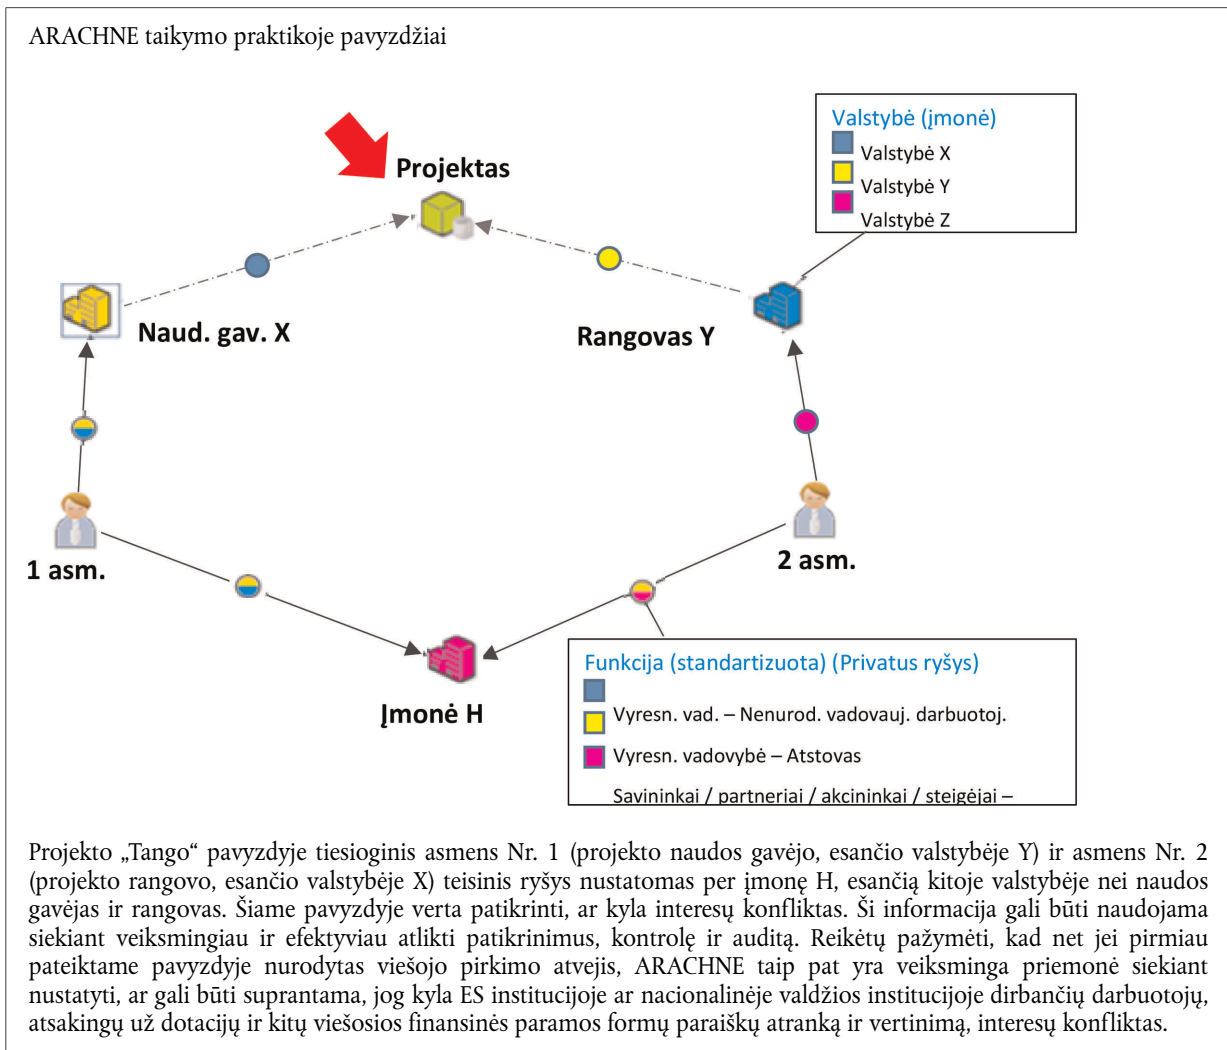 ARACHNE taikymo praktikoje pavyzdžiai
Valstybė (įmonė)
Valstybė X
Valstybė Y
Valstybė Z
Projektas
Naud. gav. X
Rangovas Y
1 asm.
2 asm.
Įmonė H
Funkcija (standartizuota) (Privatus ryšys)
Vyresn. vad. – Nenurod. vadovauj. darbuotoj.
Vyresn. vadovybė – Atstovas
Savininkai / partneriai / akcininkai / steigėjai –
Projekto „Tango“ pavyzdyje tiesioginis asmens Nr. 1 (projekto naudos gavėjo, esančio valstybėje Y) ir asmens Nr. 2
(projekto rangovo, esančio valstybėje X) teisinis ryšys nustatomas per įmonę H, esančią kitoje valstybėje nei naudos
gavėjas ir rangovas. Šiame pavyzdyje verta patikrinti, ar kyla interesų konfliktas. Ši informacija gali būti naudojama
siekiant veiksmingiau ir efektyviau atlikti patikrinimus, kontrolę ir auditą. Reikėtų pažymėti, kad net jei pirmiau
pateiktame pavyzdyje nurodytas viešojo pirkimo atvejis, ARACHNE taip pat yra veiksminga priemonė siekiant
nustatyti, ar gali būti suprantama, jog kyla ES institucijoje ar nacionalinėje valdžios institucijoje dirbančių darbuotojų,
atsakingų už dotacijų ir kitų viešosios finansinės paramos formų paraiškų atranką ir vertinimą, interesų konfliktas.